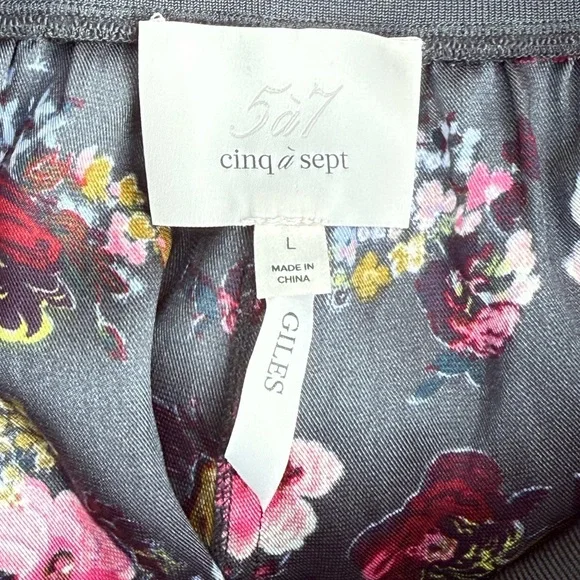 5à7
cinq à sept
L
MADE IN
CHINA
GILES